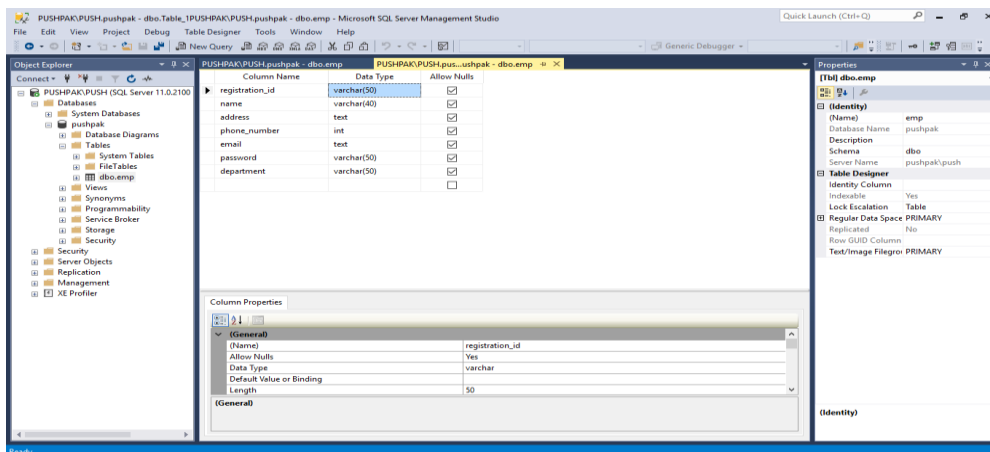 PUSHPAK\PUSH.pushpak - dbo.Table_1PUSHPAK\PUSH.pushpak - dbo.emp - Microsoft SQL Server Management Studio
Quick Launch (Ctrl+Q)
File Edit View Project Debug Table Designer Tools Window Help
New Query
Generic Debugger
Object Explorer
Connect
PUSHPAK\PUSH (SQL Server 11.0.2100
Databases
System Databases
pushpak
Database Diagrams
Tables
System Tables
FileTables
dbo.emp
Views
Synonyms
Programmability
Service Broker
Storage
Security
Security
Server Objects
Replication
Management
XE Profiler
PUSHPAK\PUSH.pushpak - dbo.emp
PUSHPAK\PUSH.pus...ushpak - dbo.emp
Column Name Data Type Allow Nulls
registration_id varchar(50)
name varchar(40)
address text
phone_number int
email text
password varchar(50)
department varchar(50)
Column Properties
(General)
(Name) registration_id
Allow Nulls Yes
Data Type varchar
Default Value or Binding
Length 50
(General)
Properties
[Tbl] dbo.emp
(Identity)
(Name) emp
Database Name pushpak
Description
Schema dbo
Server Name pushpak\push
Table Designer
Identity Column
Indexable Yes
Lock Escalation Table
Regular Data Space PRIMARY
Replicated No
Row GUID Column
Text/Image Filegror PRIMARY
(Identity)
Ready